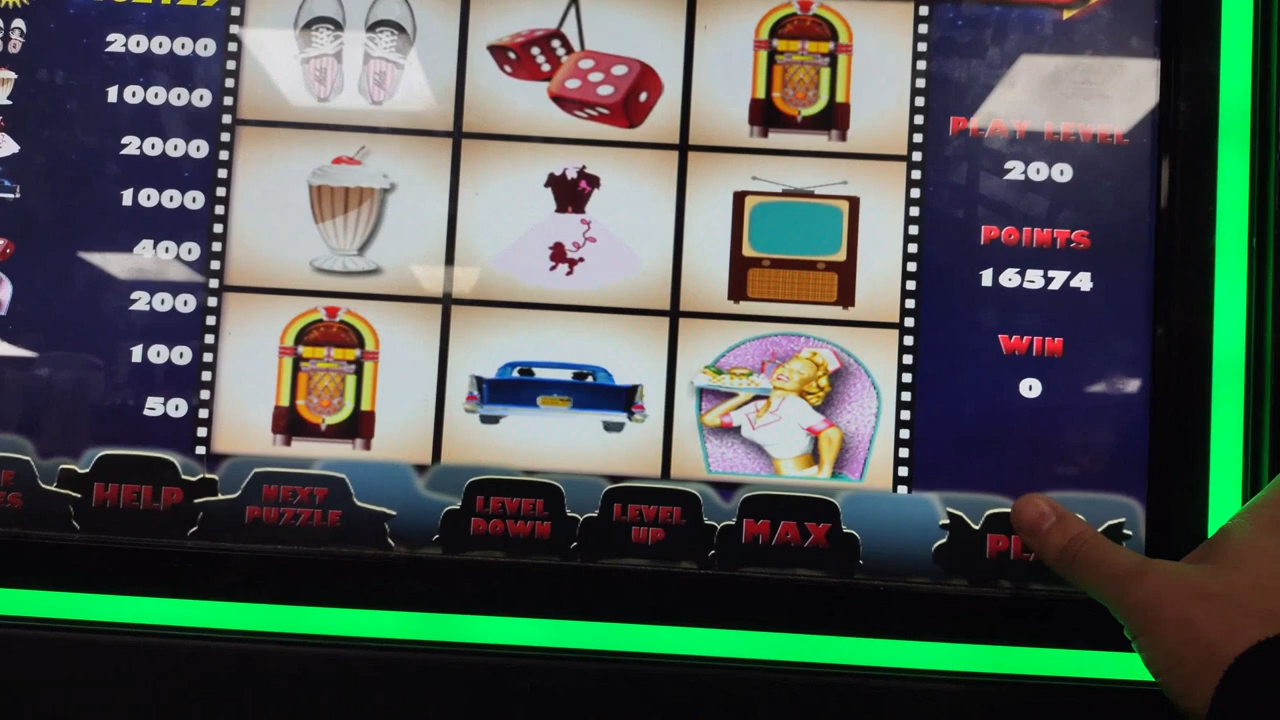 20000
10000
2000
1000
400
200
100
50
PLAY LEVEL
200
POINTS
16574
WIN
0
HELP
NEXT
PUZZLE
LEVEL
DOWN
LEVEL
UP
MAX